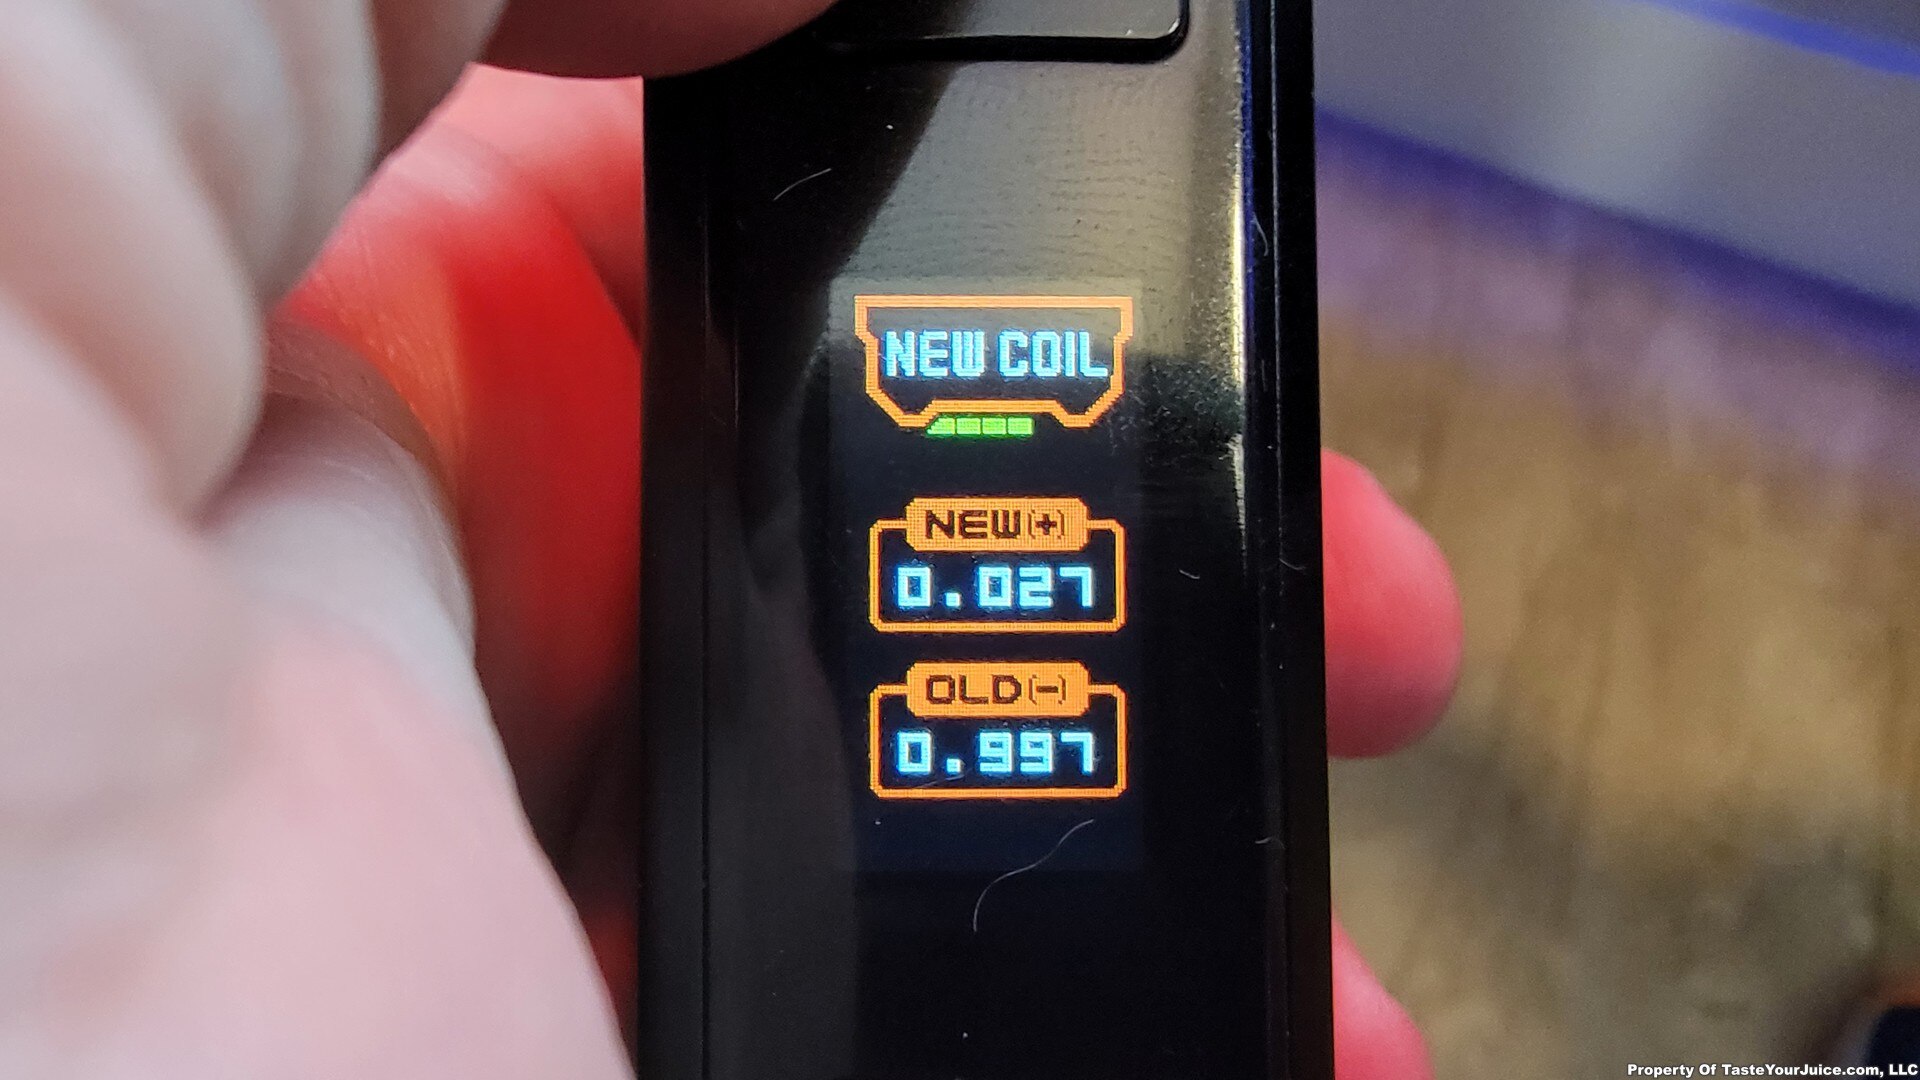 NEW COIL
NEW(+)
0.027
OLD(-)
0.997
Property Of TasteYourJuice.com, LLC